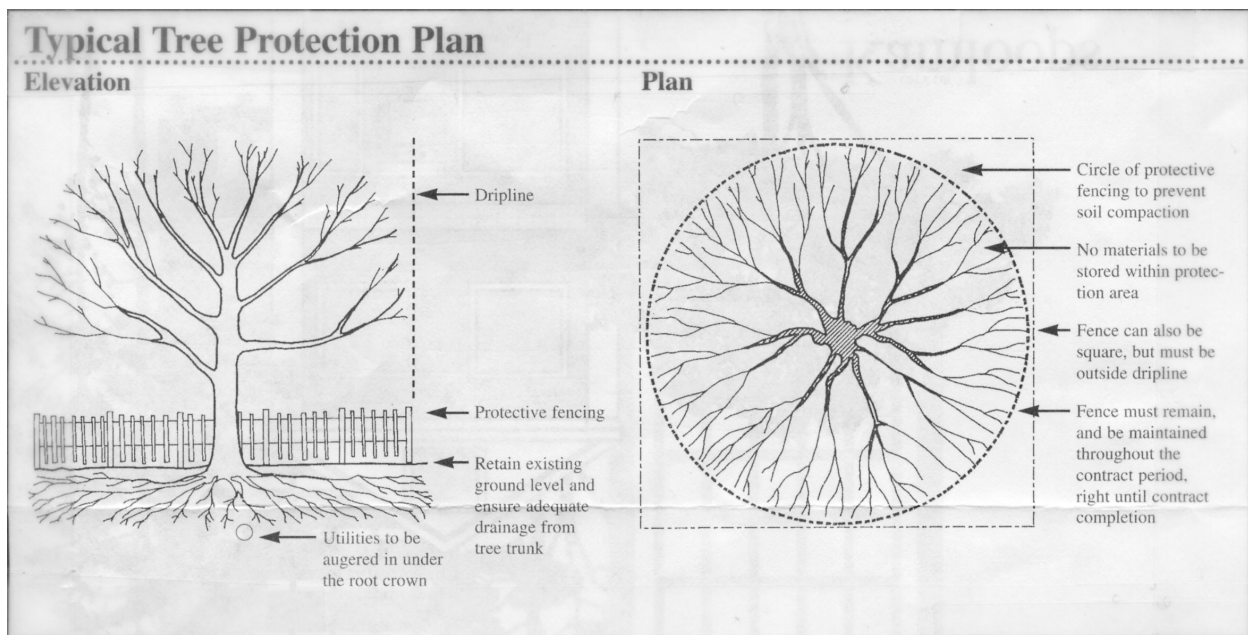 Typical Tree Protection Plan
Elevation
Dripline
Protective fencing
Retain existing
ground level and
ensure adequate
drainage from
tree trunk
Utilities to be
augered in under
the root crown
Plan
Circle of protective
fencing to prevent
soil compaction
No materials to be
stored within protec-
tion area
Fence can also be
square, but must be
outside dripline
Fence must remain,
and be maintained
throughout the
contract period,
right until contract
completion